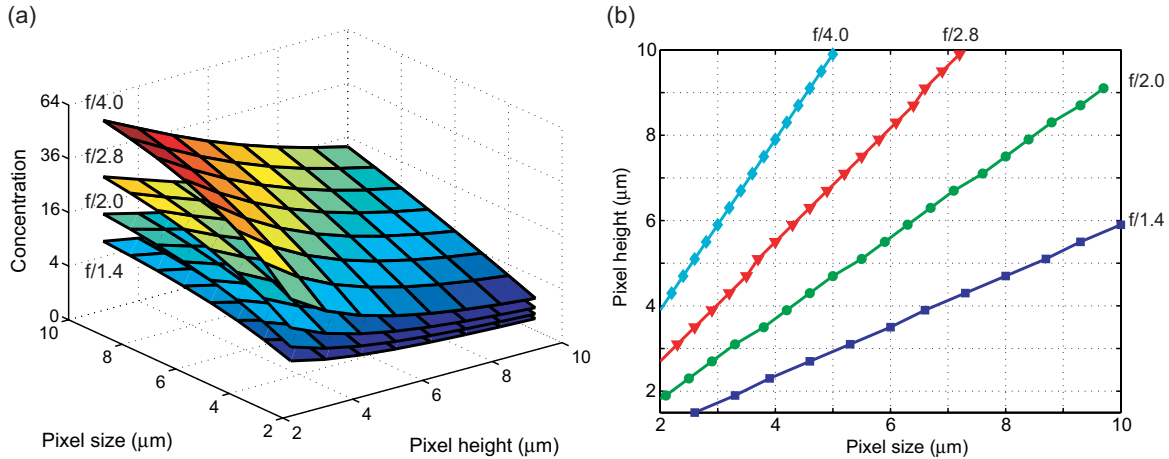 (a)
Concentration
64
36
16
4
0
f/4.0
f/2.8
f/2.0
f/1.4
10
8
6
4
2
Pixel size (μm)
2
4
6
8
10
Pixel height (μm)
(b)
f/4.0
f/2.8
f/2.0
f/1.4
Pixel height (μm)
10
8
6
4
2
2
4
6
8
10
Pixel size (μm)